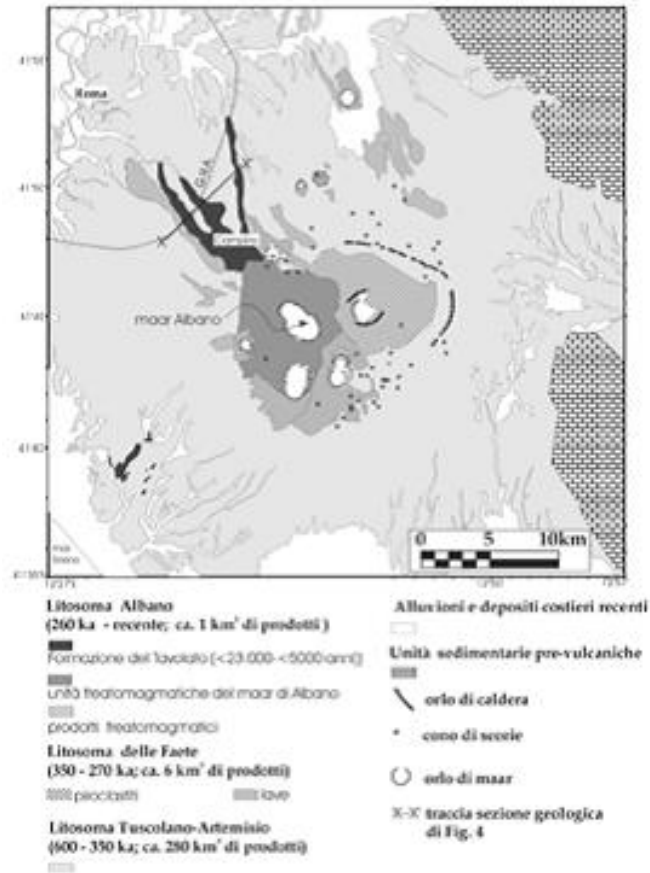 Roma
GRA
Ciampino
maar Albano
mar
0 5 10km
Litosoma Albano
(260 ka - recente; ca. 1 km³ di prodotti )
Formazione del Tavolato (<23.000-<5000 anni)
unità freatomagmatiche del maar di Albano
prodotti freatomagmatici
Litosoma delle Faete
(350 - 270 ka; ca. 6 km³ di prodotti)
piroclastiti lave
Litosoma Tuscolano-Artemisio
(600 - 350 ka; ca. 280 km³ di prodotti)
Alluvioni e depositi costieri recenti
Unità sedimentarie pre-vulcaniche
orlo di caldera
cono di scorie
orlo di maar
X-X' traccia sezione geologica
di Fig. 4